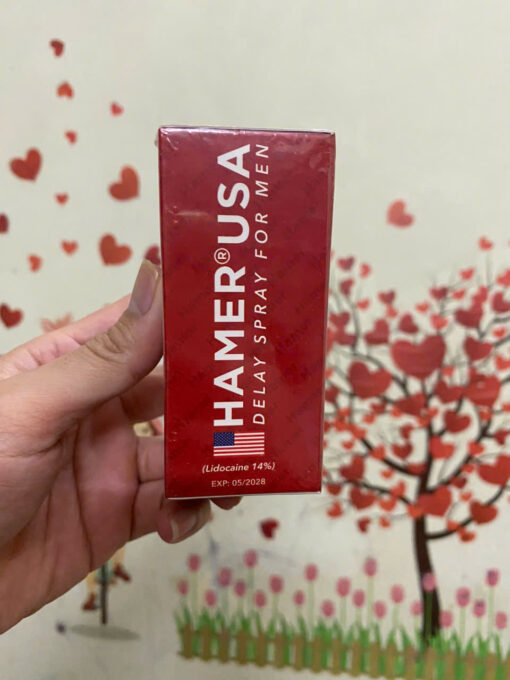 HAMER® USA
DELAY SPRAY FOR MEN
(Lidocaine 14%)
EXP: 05/2028